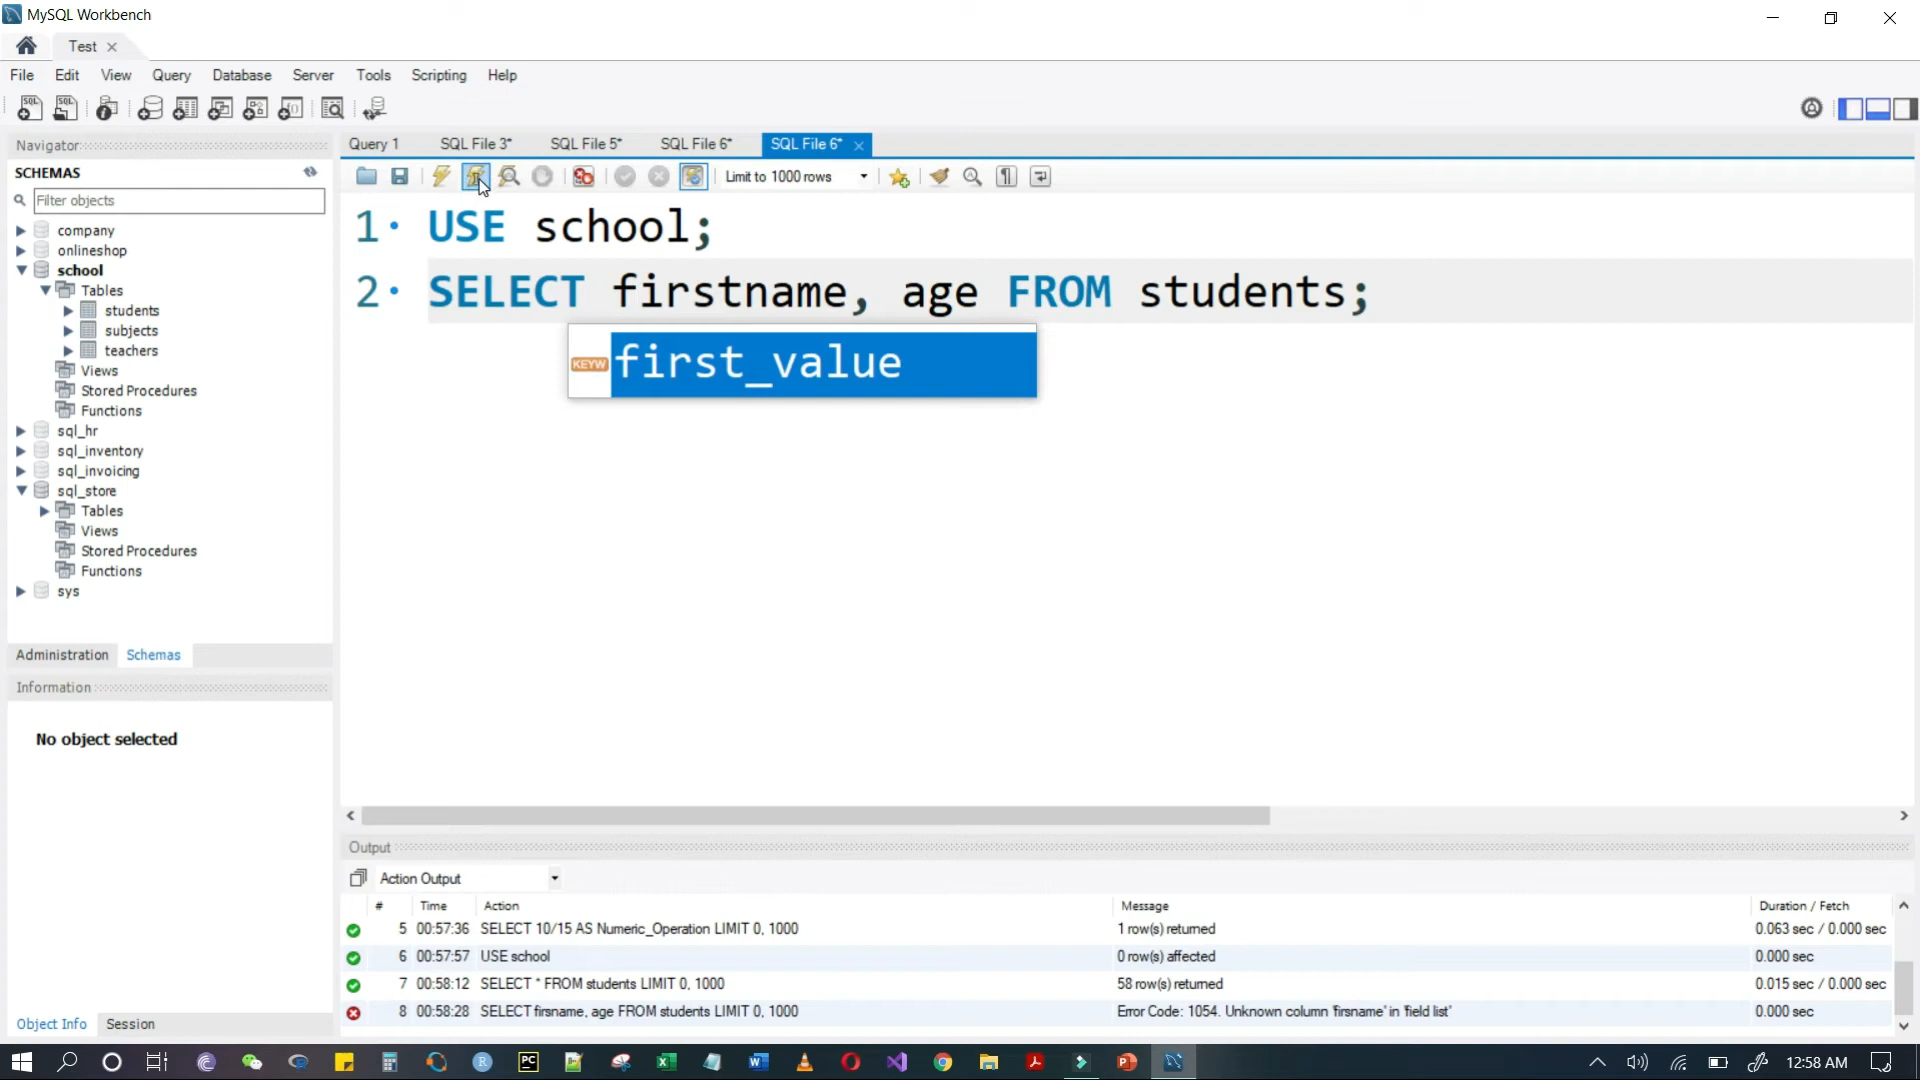 MySQL Workbench
Test
File Edit View Query Database Server Tools Scripting Help
Navigator
SCHEMAS
Filter objects
company
onlineshop
school
Tables
students
subjects
teachers
Views
Stored Procedures
Functions
sql_hr
sql_inventory
sql_invoicing
sql_store
Tables
Views
Stored Procedures
Functions
sys
Administration Schemas
Information
No object selected
Object Info Session
Query 1 SQL File 3* SQL File 5* SQL File 6* SQL File 6*
Limit to 1000 rows
1 USE school;
2 SELECT firstname, age FROM students;
KEYW first_value
Output
Action Output
# Time Action Message Duration / Fetch
5 00:57:36 SELECT 10/15 AS Numeric_Operation LIMIT 0, 1000 1 row(s) returned 0.063 sec / 0.000 sec
6 00:57:57 USE school 0 row(s) affected 0.000 sec
7 00:58:12 SELECT * FROM students LIMIT 0, 1000 58 row(s) returned 0.015 sec / 0.000 sec
8 00:58:28 SELECT firsname, age FROM students LIMIT 0, 1000 Error Code: 1054. Unknown column 'firsname' in 'field list' 0.000 sec
12:58 AM